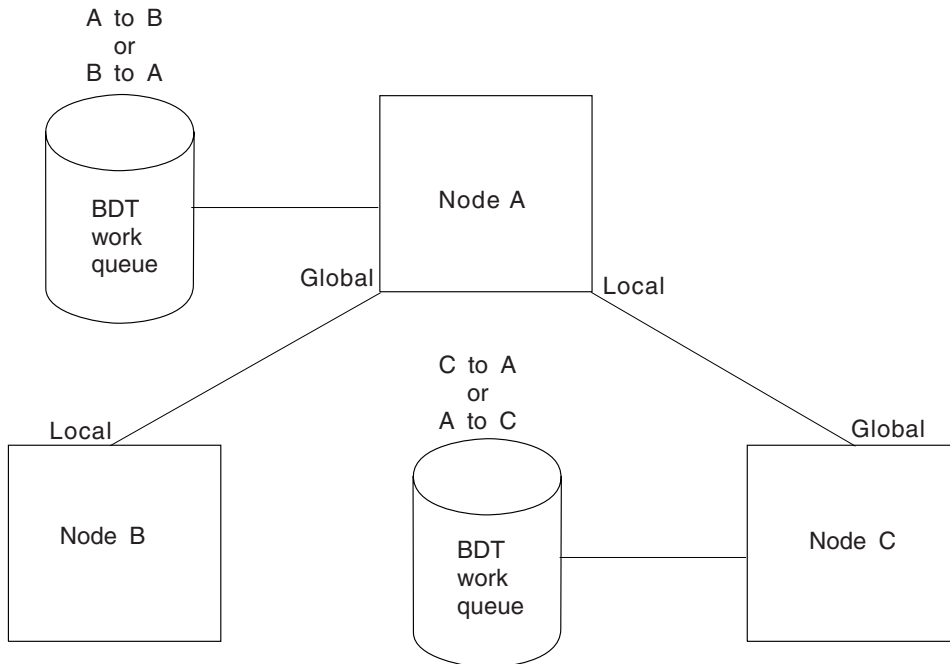 A to B
or
B to A
BDT
work
queue
Node A
Global
Local
C to A
or
A to C
Local
Global
Node B
BDT
work
queue
Node C